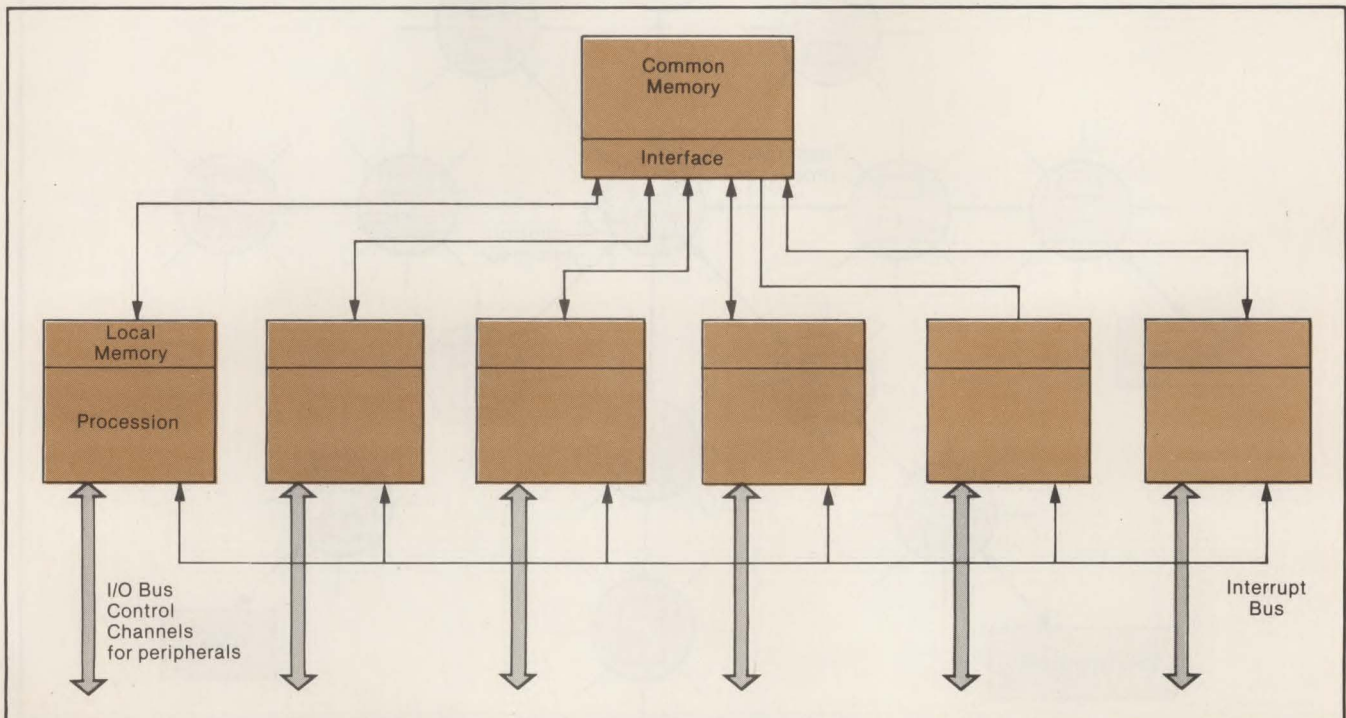 Common
Memory
Interface
Local
Memory
Procession
I/O Bus
Control
Channels
for peripherals
Interrupt
Bus